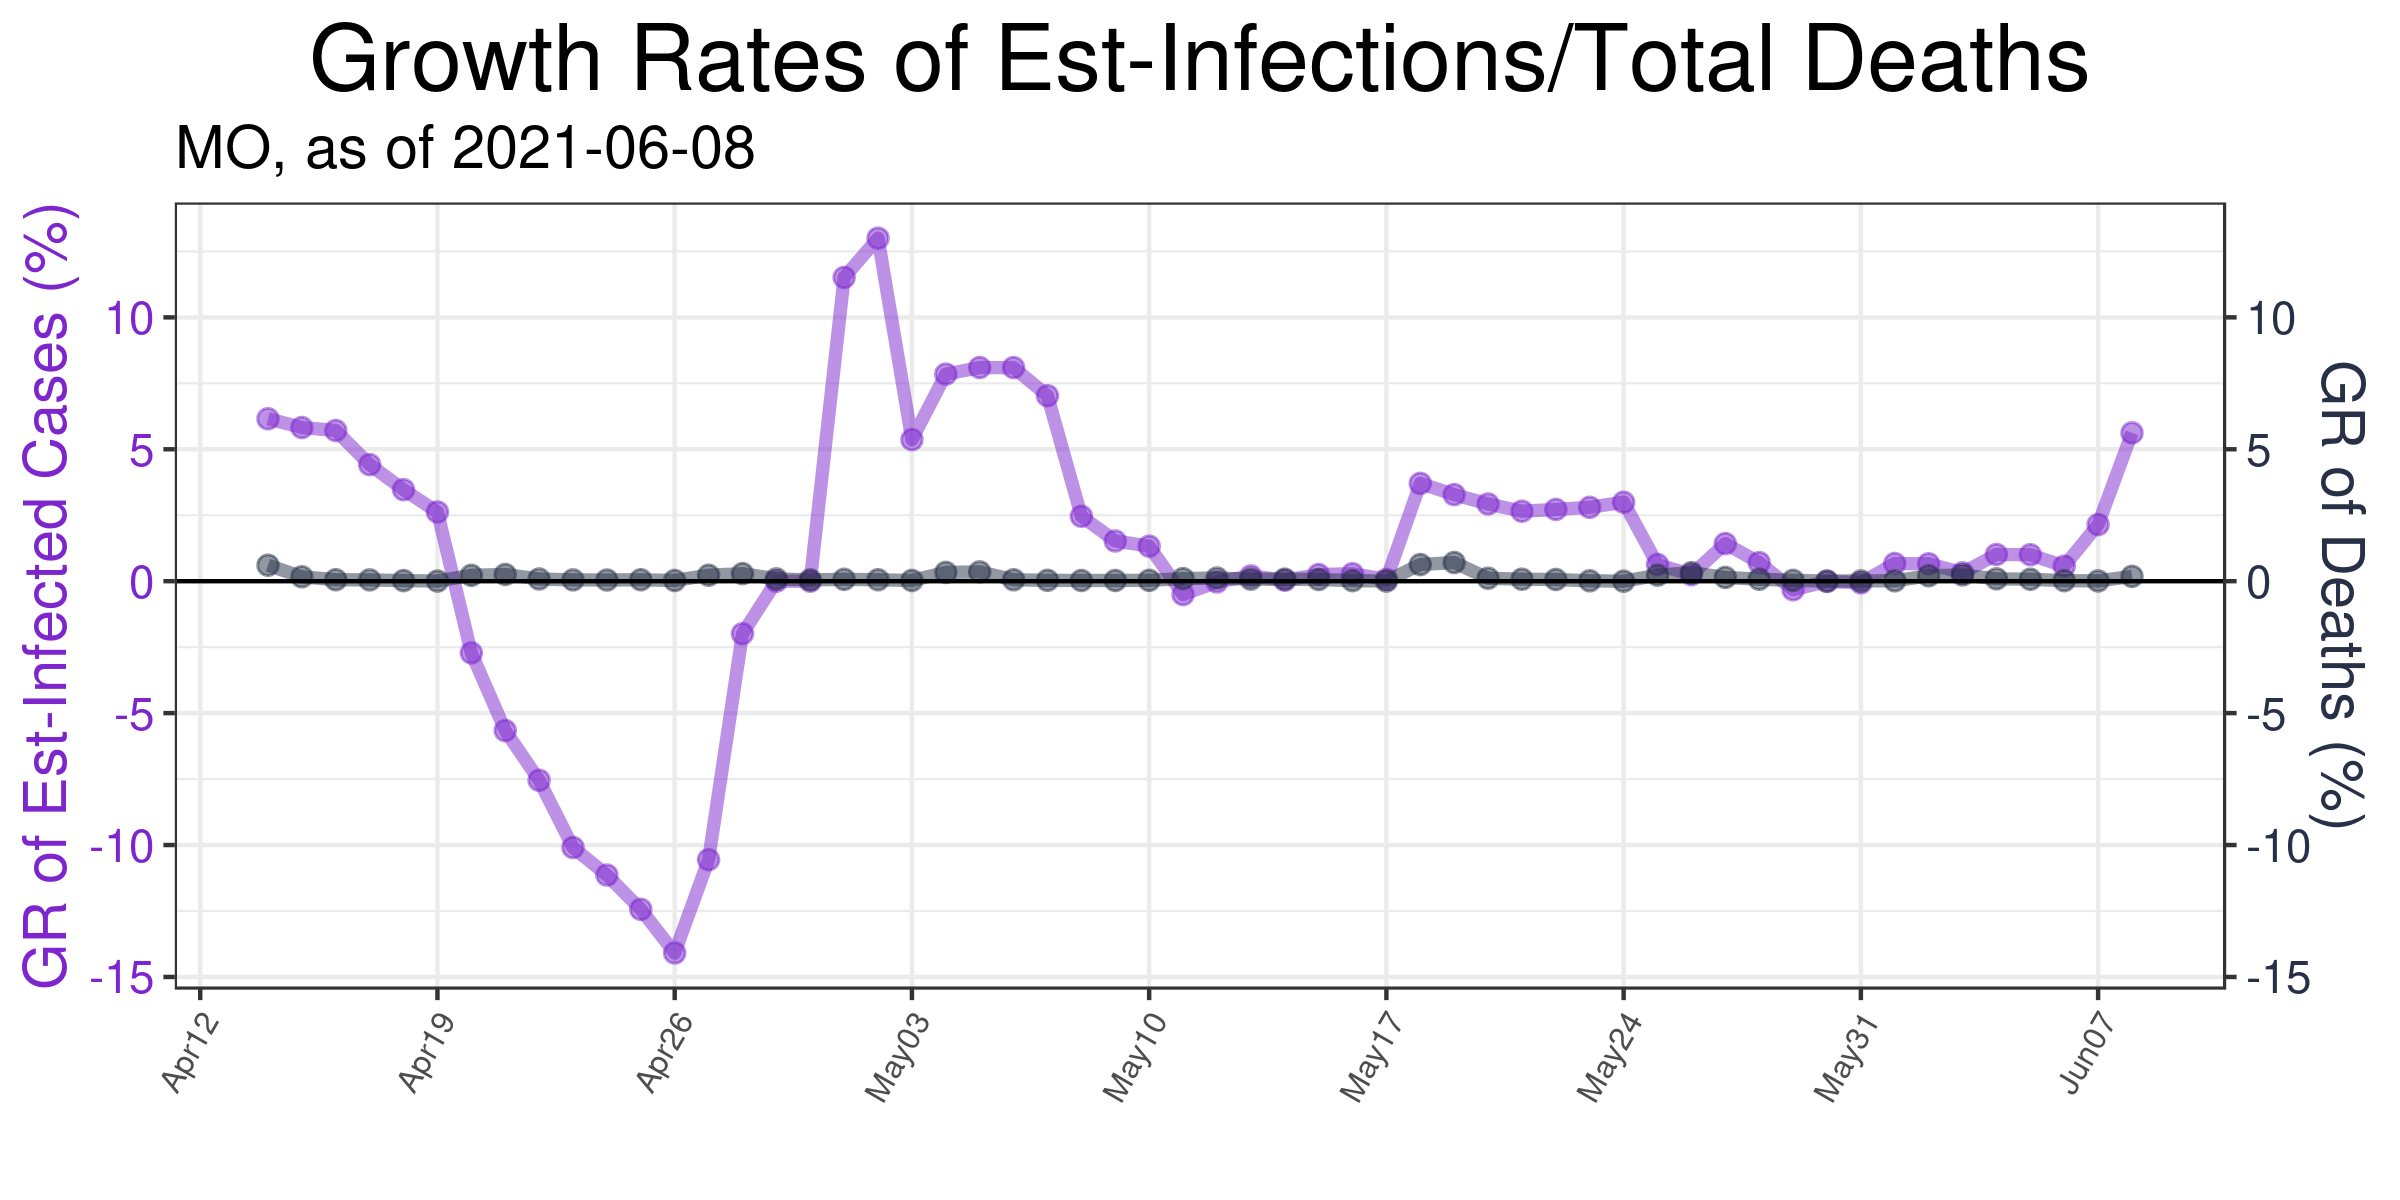 Growth Rates of Est-Infections/Total Deaths
MO, as of 2021-06-08
GR of Est-Infected Cases (%)
10
5
0
-5
-10
-15
10
5
0
-5
-10
-15
GR of Deaths (%)
Apr12
Apr19
Apr26
May03
May10
May17
May24
May31
Jun07